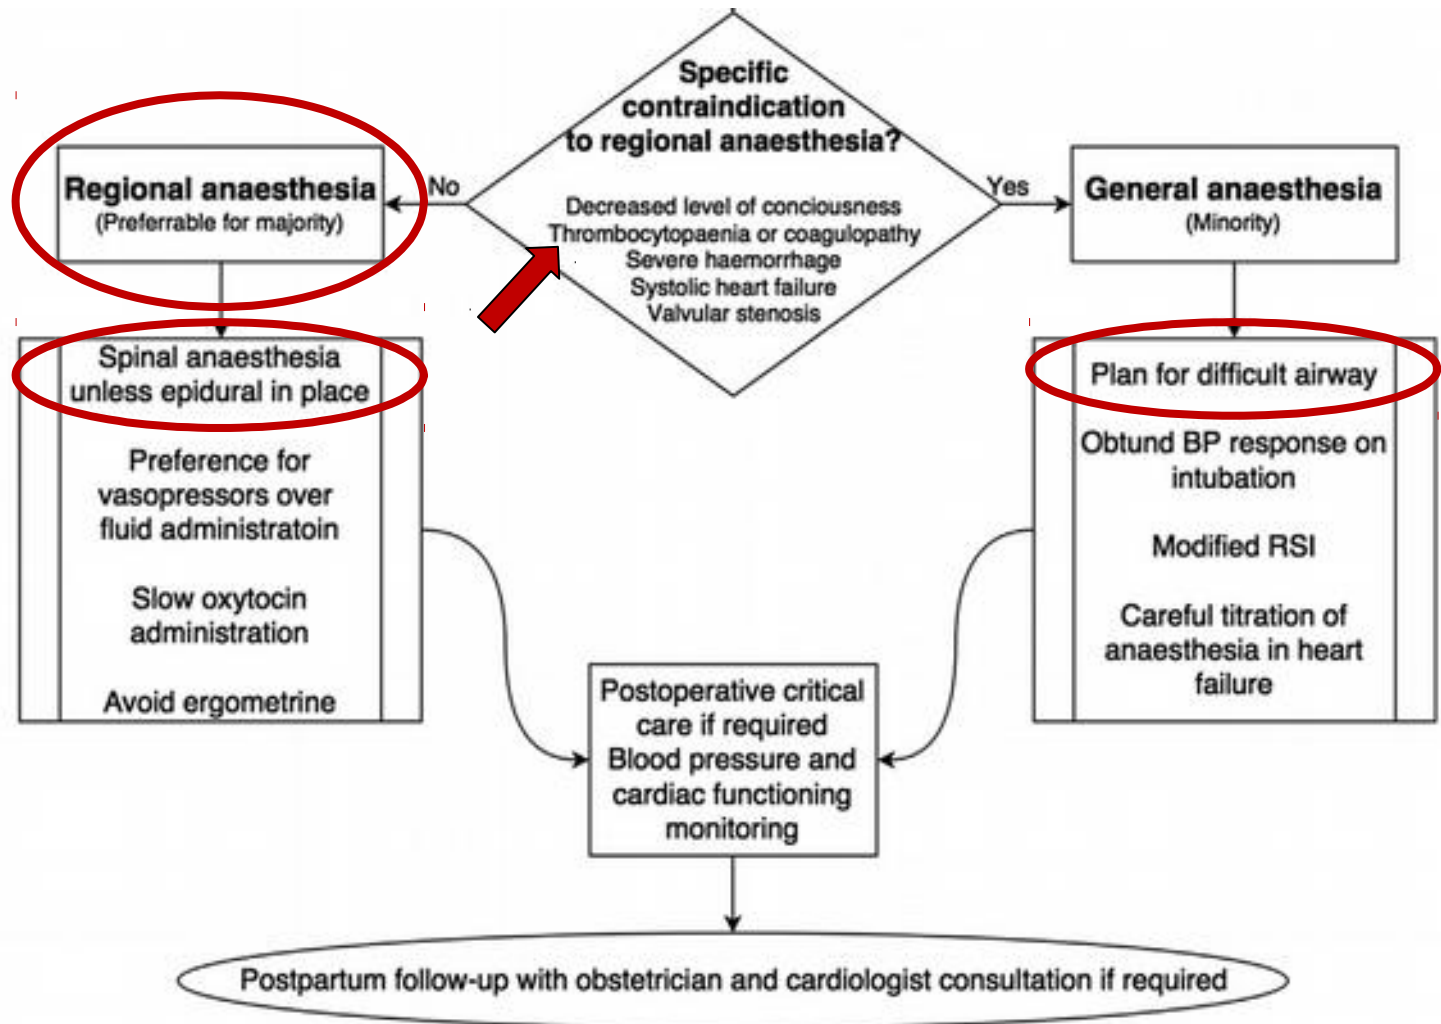 Specific
contraindication
to regional anaesthesia?
Decreased level of conciousness
Thrombocytopaenia or coagulopathy
Severe haemorrhage
Systolic heart failure
Valvular stenosis
No
Yes
Regional anaesthesia
(Preferrable for majority)
General anaesthesia
(Minority)
Spinal anaesthesia
unless epidural in place
Preference for
vasopressors over
fluid administratoin
Slow oxytocin
administration
Avoid ergometrine
Plan for difficult airway
Obtund BP response on
intubation
Modified RSI
Careful titration of
anaesthesia in heart
failure
Postoperative critical
care if required
Blood pressure and
cardiac functioning
monitoring
Postpartum follow-up with obstetrician and cardiologist consultation if required